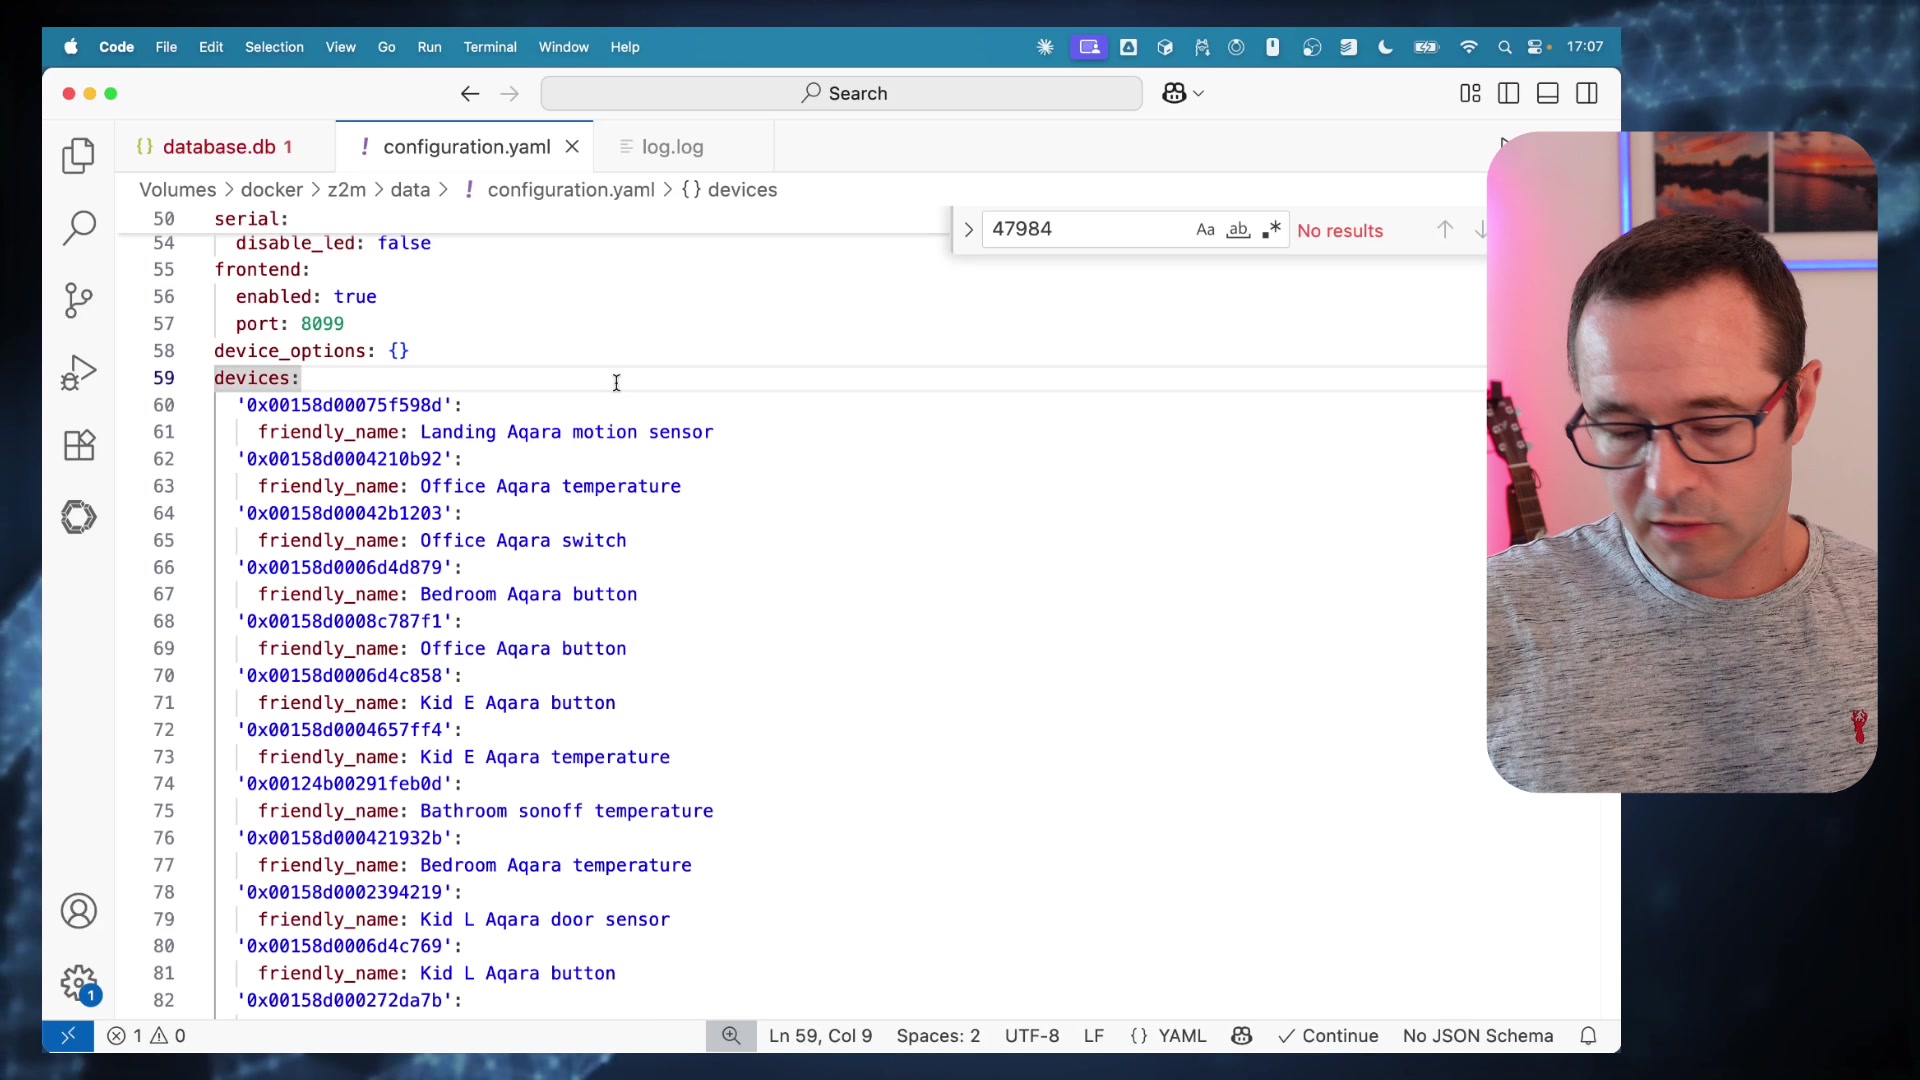 Code File Edit Selection View Go Run Terminal Window Help 17:07
Search
database.db 1 configuration.yaml log.log
Volumes > docker > z2m > data > configuration.yaml > {} devices
47984 Aa ab .* No results
50 serial:
54 disable_led: false
55 frontend:
56 enabled: true
57 port: 8099
58 device_options: {}
59 devices:
60 '0x00158d00075f598d':
61 friendly_name: Landing Aqara motion sensor
62 '0x00158d0004210b92':
63 friendly_name: Office Aqara temperature
64 '0x00158d00042b1203':
65 friendly_name: Office Aqara switch
66 '0x00158d0006d4d879':
67 friendly_name: Bedroom Aqara button
68 '0x00158d0008c787f1':
69 friendly_name: Office Aqara button
70 '0x00158d0006d4c858':
71 friendly_name: Kid E Aqara button
72 '0x00158d0004657ff4':
73 friendly_name: Kid E Aqara temperature
74 '0x00124b00291feb0d':
75 friendly_name: Bathroom sonoff temperature
76 '0x00158d000421932b':
77 friendly_name: Bedroom Aqara temperature
78 '0x00158d0002394219':
79 friendly_name: Kid L Aqara door sensor
80 '0x00158d0006d4c769':
81 friendly_name: Kid L Aqara button
82 '0x00158d000272da7b':
1
1 0 Ln 59, Col 9 Spaces: 2 UTF-8 LF {} YAML Continue No JSON Schema